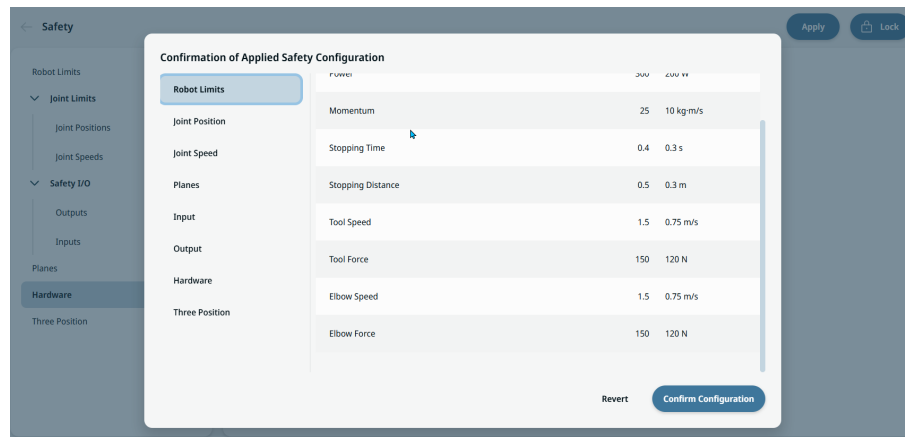 Safety
Apply
Lock
Robot Limits
Joint Limits
Joint Positions
Joint Speeds
Safety I/O
Outputs
Inputs
Planes
Hardware
Three Position
Confirmation of Applied Safety Configuration
Robot Limits
Joint Position
Joint Speed
Planes
Input
Output
Hardware
Three Position
Power 300 200 W
Momentum 25 10 kg·m/s
Stopping Time 0.4 0.3 s
Stopping Distance 0.5 0.3 m
Tool Speed 1.5 0.75 m/s
Tool Force 150 120 N
Elbow Speed 1.5 0.75 m/s
Elbow Force 150 120 N
Revert
Confirm Configuration